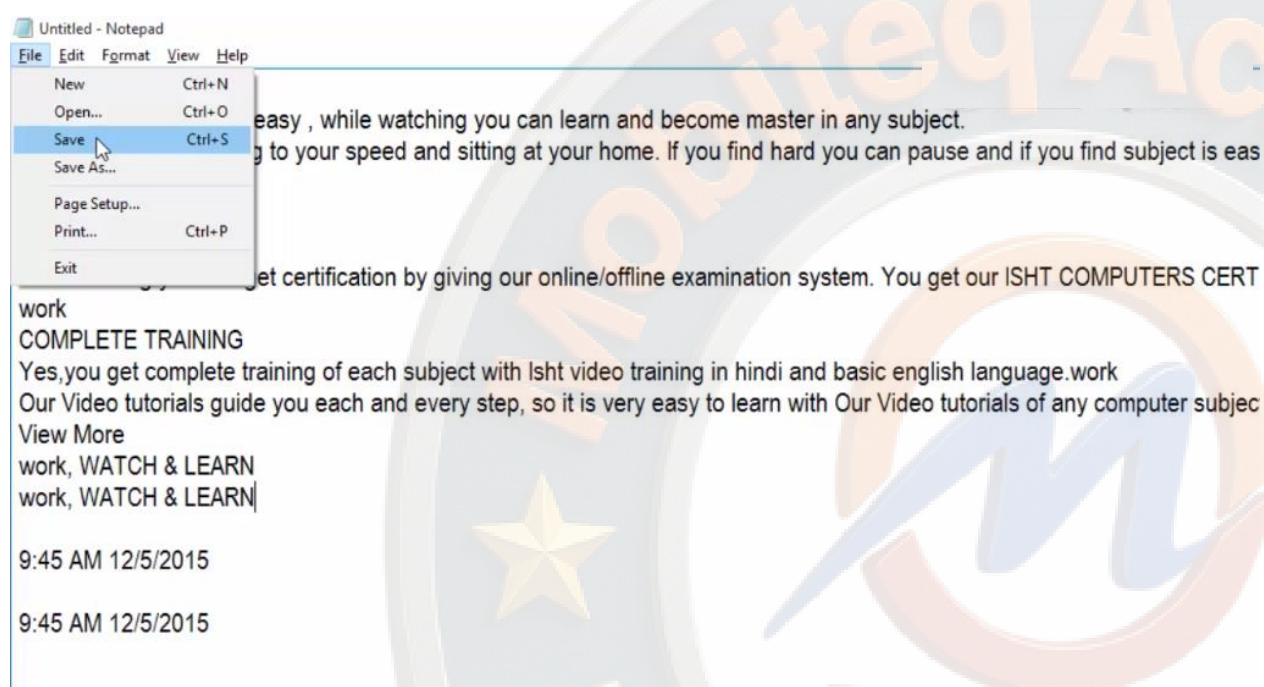 Untitled - Notepad
File Edit Format View Help
New Ctrl+N
Open... Ctrl+O
Save Ctrl+S
Save As...
Page Setup...
Print... Ctrl+P
Exit
easy , while watching you can learn and become master in any subject.
to your speed and sitting at your home. If you find hard you can pause and if you find subject is eas
et certification by giving our online/offline examination system. You get our ISHT COMPUTERS CERT
work
COMPLETE TRAINING
Yes,you get complete training of each subject with Isht video training in hindi and basic english language.work
Our Video tutorials guide you each and every step, so it is very easy to learn with Our Video tutorials of any computer subjec
View More
work, WATCH & LEARN
work, WATCH & LEARN
9:45 AM 12/5/2015
9:45 AM 12/5/2015
Mobiteq Ac